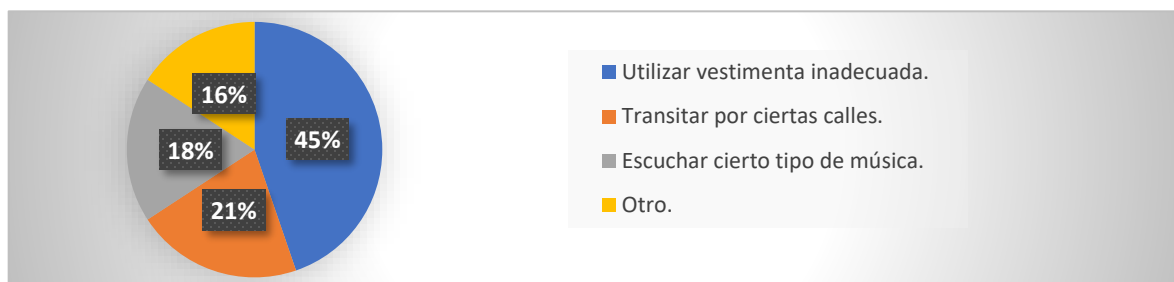 45%
21%
18%
16%
Utilizar vestimenta inadecuada.
Transitar por ciertas calles.
Escuchar cierto tipo de música.
Otro.